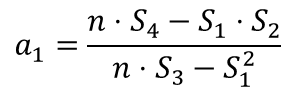 a₁ = (n · S₄ − S₁ · S₂) / (n · S₃ − S₁²)